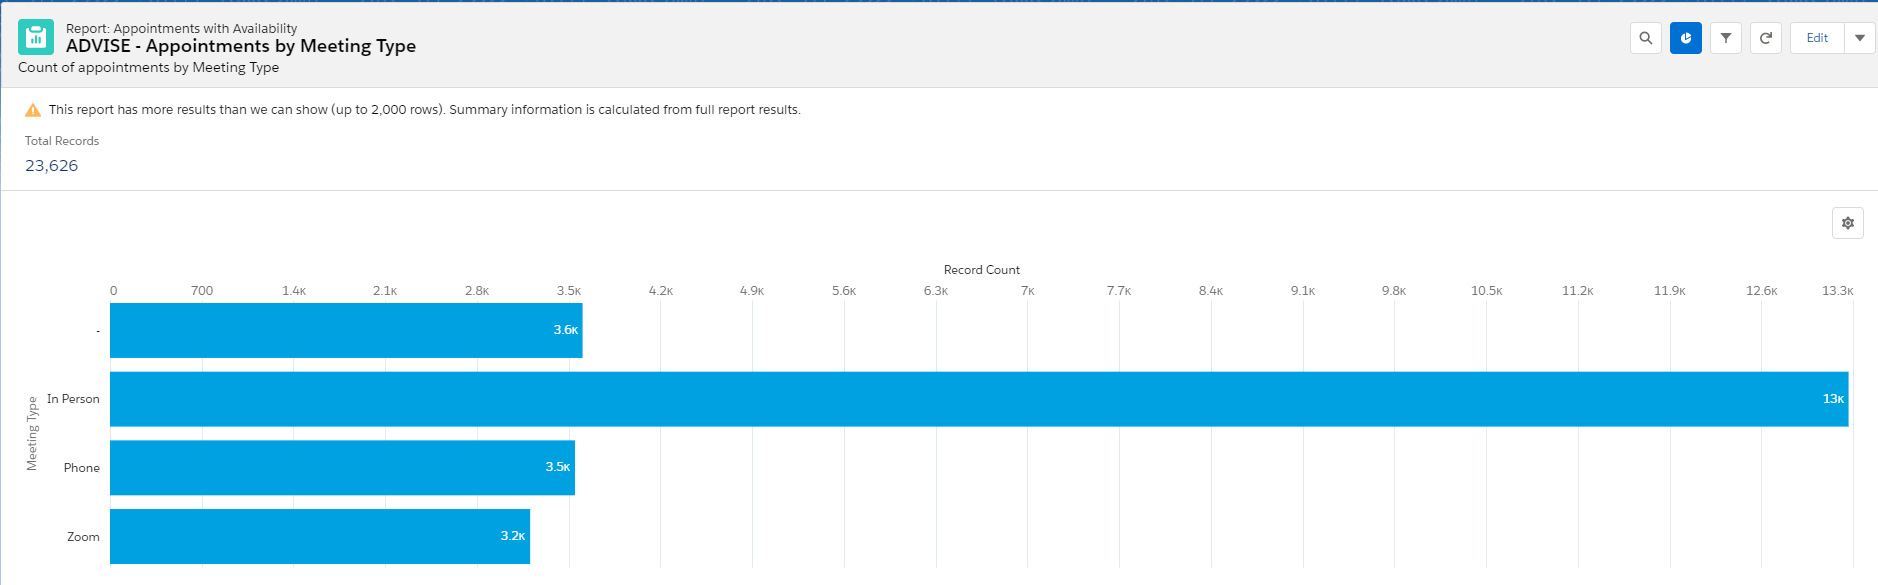 Report: Appointments with Availability
ADVISE - Appointments by Meeting Type
Count of appointments by Meeting Type
Edit
This report has more results than we can show (up to 2,000 rows). Summary information is calculated from full report results.
Total Records
23,626
Record Count
0 700 1.4K 2.1K 2.8K 3.5K 4.2K 4.9K 5.6K 6.3K 7K 7.7K 8.4K 9.1K 9.8K 10.5K 11.2K 11.9K 12.6K 13.3K
Meeting Type
- 3.6K
In Person 13K
Phone 3.5K
Zoom 3.2K